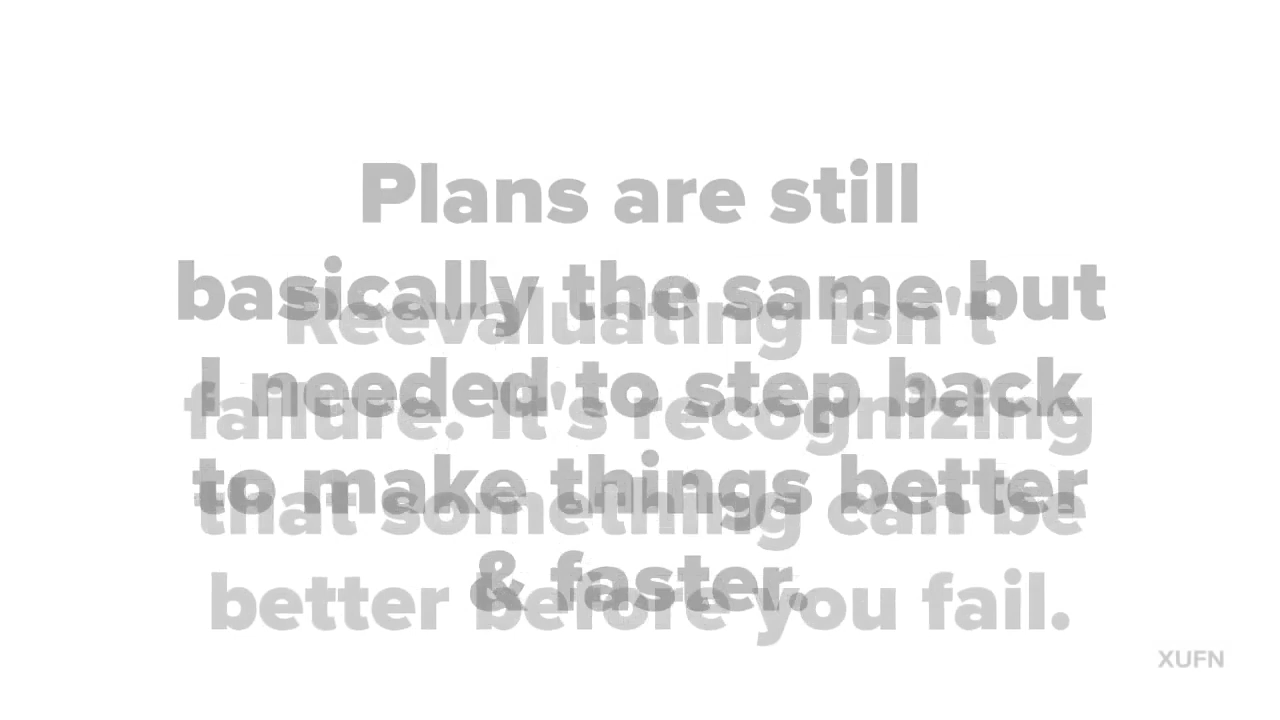 Plans are still
basically the same but
I needed to step back
to make things better
& faster.
Reevaluating isn't
failure. It's recognizing
that something can be
better before you fail.
XUFN